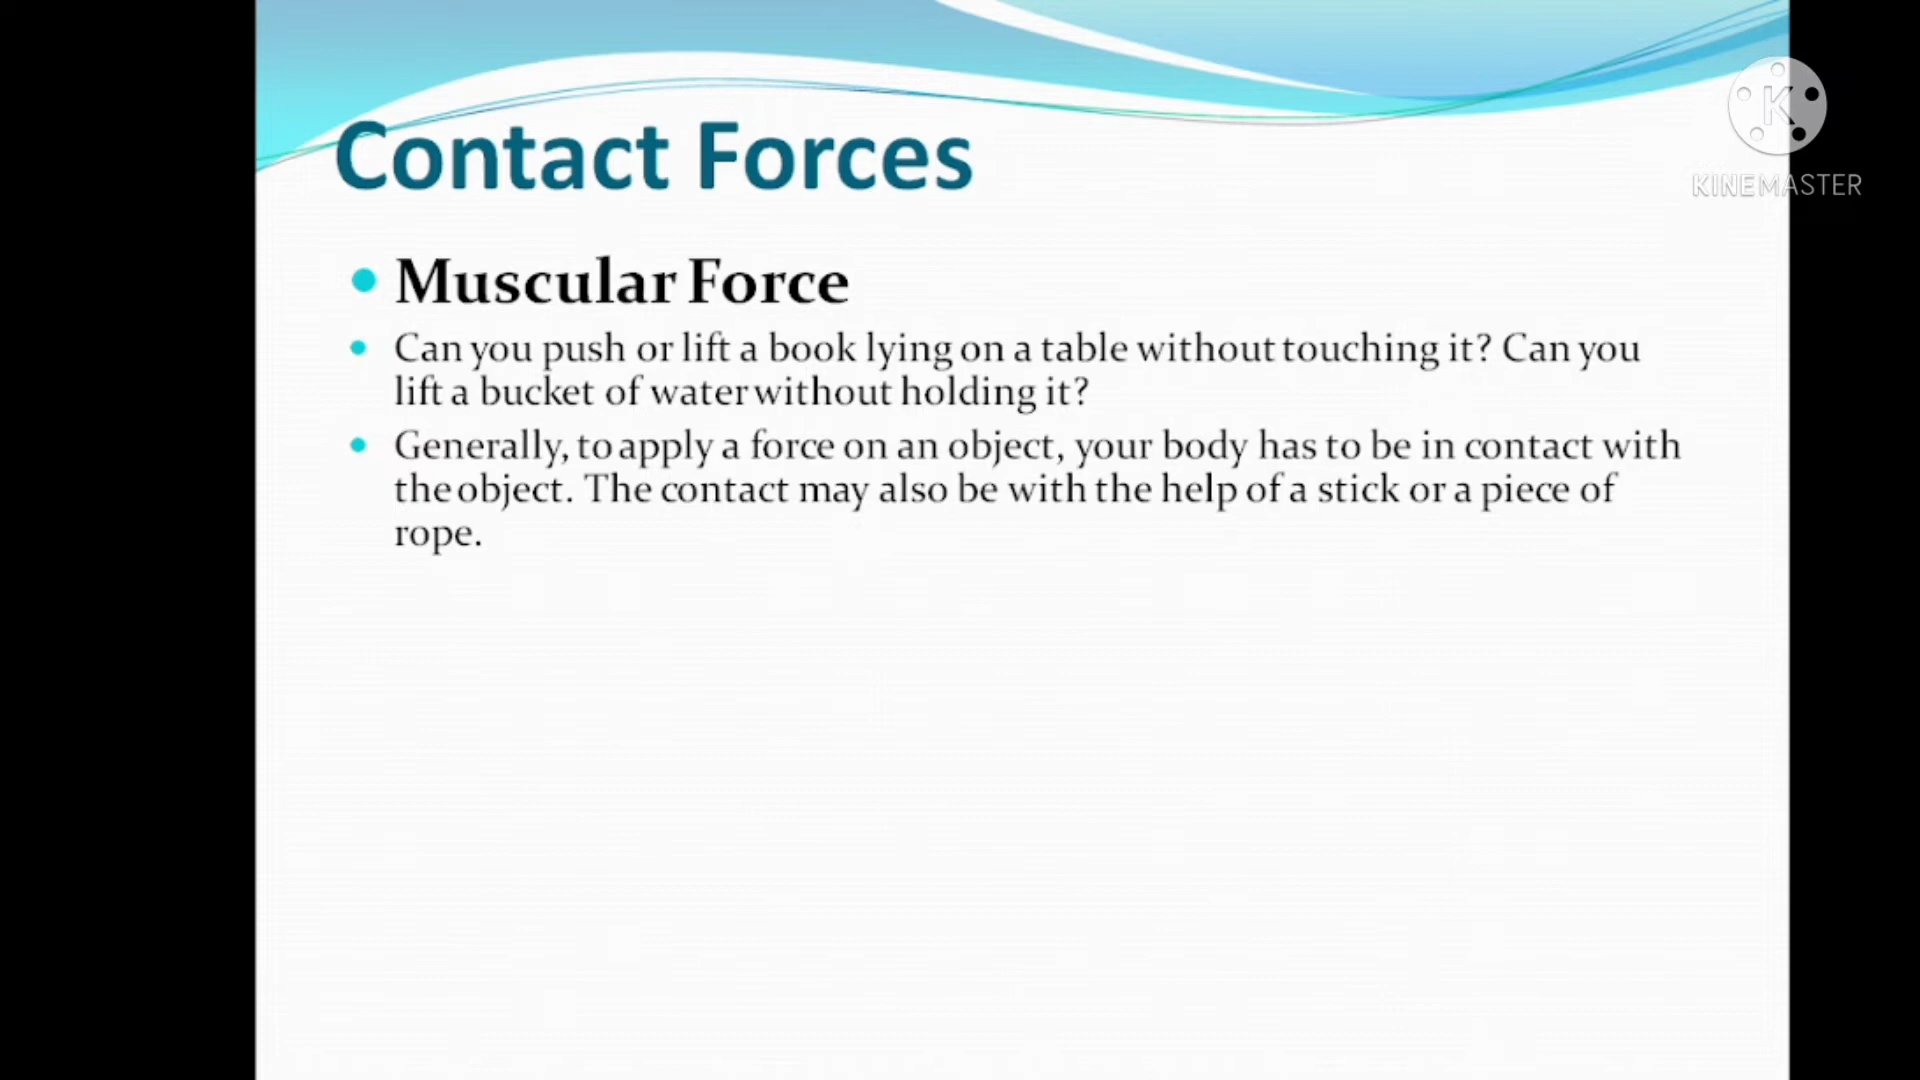 Contact Forces
K
KINEMASTER
Muscular Force
Can you push or lift a book lying on a table without touching it? Can you
lift a bucket of water without holding it?
Generally, to apply a force on an object, your body has to be in contact with
the object. The contact may also be with the help of a stick or a piece of
rope.